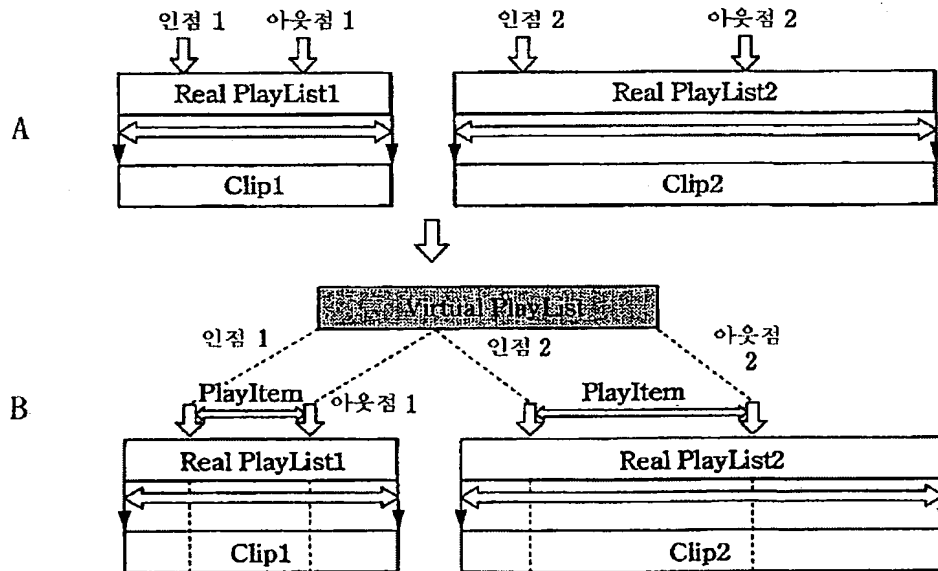 인점 1
아웃점 1
인점 2
아웃점 2
Real PlayList1
Real PlayList2
A
Clip1
Clip2
Virtual PlayList
인점 1
인점 2
아웃점
2
PlayItem
아웃점 1
PlayItem
B
Real PlayList1
Real PlayList2
Clip1
Clip2